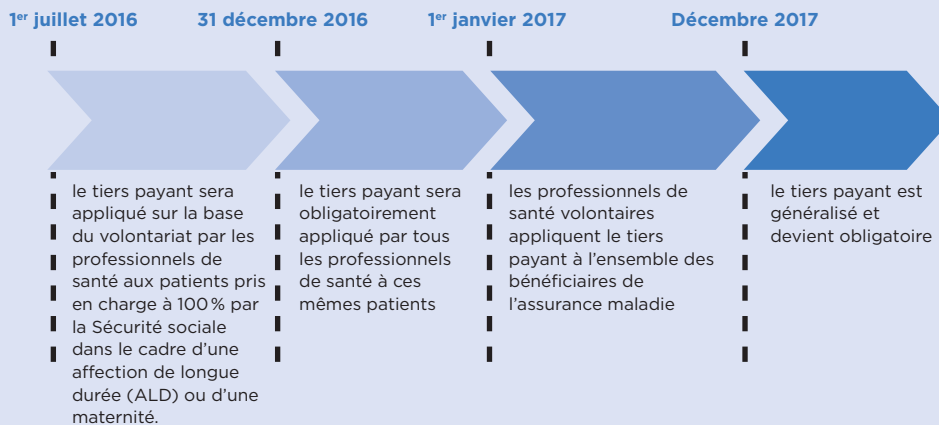 1er juillet 2016
31 décembre 2016
1er janvier 2017
Décembre 2017
le tiers payant sera
appliqué sur la base
du volontariat par les
professionnels de
santé aux patients pris
en charge à 100 % par
la Sécurité sociale
dans le cadre d’une
affection de longue
durée (ALD) ou d’une
maternité.
le tiers payant sera
obligatoirement
appliqué par tous
les professionnels
de santé à ces
mêmes patients
les professionnels de
santé volontaires
appliquent le tiers
payant à l’ensemble des
bénéficiaires de
l’assurance maladie
le tiers payant est
généralisé et
devient obligatoire